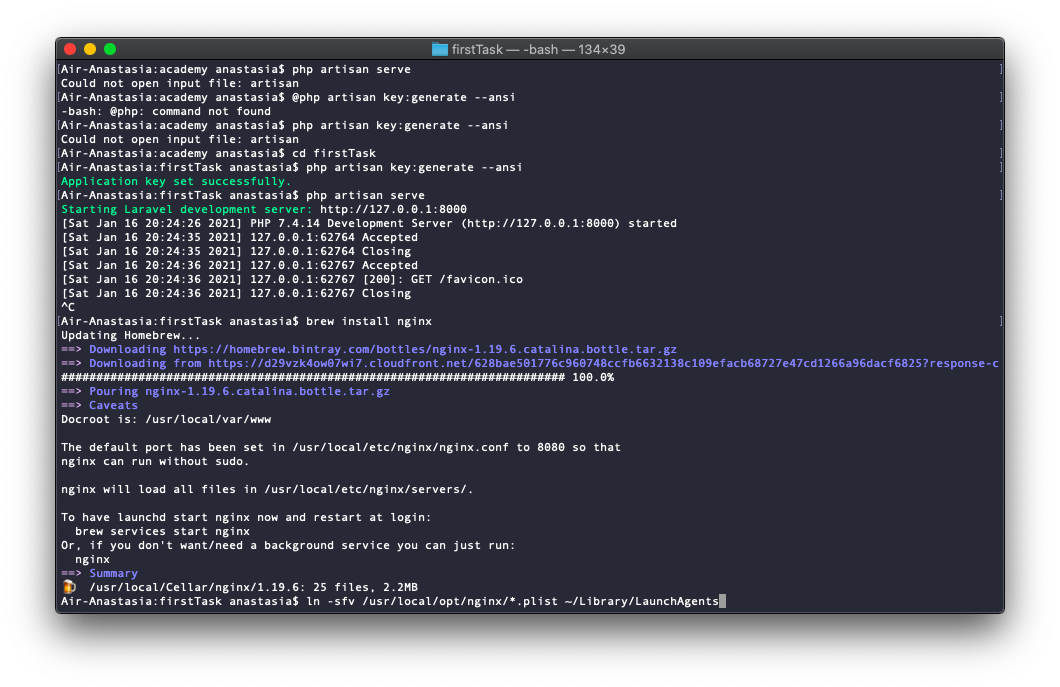 firstTask — -bash — 134×39
[Air-Anastasia:academy anastasia$ php artisan serve ]
Could not open input file: artisan
[Air-Anastasia:academy anastasia$ @php artisan key:generate --ansi ]
-bash: @php: command not found
[Air-Anastasia:academy anastasia$ php artisan key:generate --ansi ]
Could not open input file: artisan
[Air-Anastasia:academy anastasia$ cd firstTask ]
[Air-Anastasia:firstTask anastasia$ php artisan key:generate --ansi ]
Application key set successfully.
[Air-Anastasia:firstTask anastasia$ php artisan serve ]
Starting Laravel development server: http://127.0.0.1:8000
[Sat Jan 16 20:24:26 2021] PHP 7.4.14 Development Server (http://127.0.0.1:8000) started
[Sat Jan 16 20:24:35 2021] 127.0.0.1:62764 Accepted
[Sat Jan 16 20:24:35 2021] 127.0.0.1:62764 Closing
[Sat Jan 16 20:24:36 2021] 127.0.0.1:62767 Accepted
[Sat Jan 16 20:24:36 2021] 127.0.0.1:62767 [200]: GET /favicon.ico
[Sat Jan 16 20:24:36 2021] 127.0.0.1:62767 Closing
^C
[Air-Anastasia:firstTask anastasia$ brew install nginx ]
Updating Homebrew...
==> Downloading https://homebrew.bintray.com/bottles/nginx-1.19.6.catalina.bottle.tar.gz
==> Downloading from https://d29vzk4ow07wi7.cloudfront.net/628bae501776c960748ccfb6632138c109efacb68727e47cd1266a96dacf6825?response-c
######################################################################## 100.0%
==> Pouring nginx-1.19.6.catalina.bottle.tar.gz
==> Caveats
Docroot is: /usr/local/var/www
The default port has been set in /usr/local/etc/nginx/nginx.conf to 8080 so that
nginx can run without sudo.
nginx will load all files in /usr/local/etc/nginx/servers/.
To have launchd start nginx now and restart at login:
brew services start nginx
Or, if you don't want/need a background service you can just run:
nginx
==> Summary
🍺 /usr/local/Cellar/nginx/1.19.6: 25 files, 2.2MB
Air-Anastasia:firstTask anastasia$ ln -sfv /usr/local/opt/nginx/*.plist ~/Library/LaunchAgents